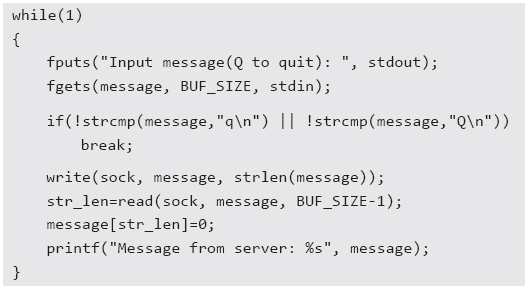 while(1)
{
    fputs("Input message(Q to quit): ", stdout);
    fgets(message, BUF_SIZE, stdin);
    if(!strcmp(message,"q\n") || !strcmp(message,"Q\n"))
        break;
    write(sock, message, strlen(message));
    str_len=read(sock, message, BUF_SIZE-1);
    message[str_len]=0;
    printf("Message from server: %s", message);
}